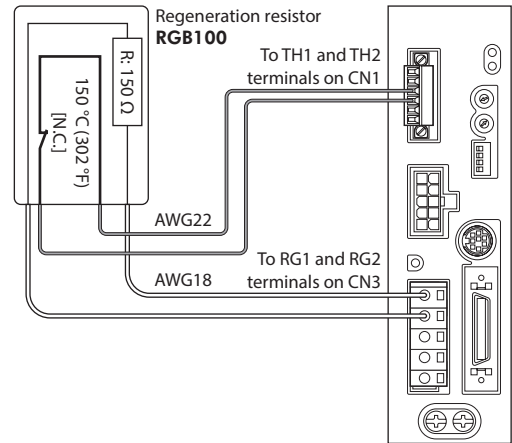 Regeneration resistor
RGB100
R: 150 Ω
150 °C (302 °F)
[N.C.]
To TH1 and TH2
terminals on CN1
AWG22
To RG1 and RG2
AWG18
terminals on CN3